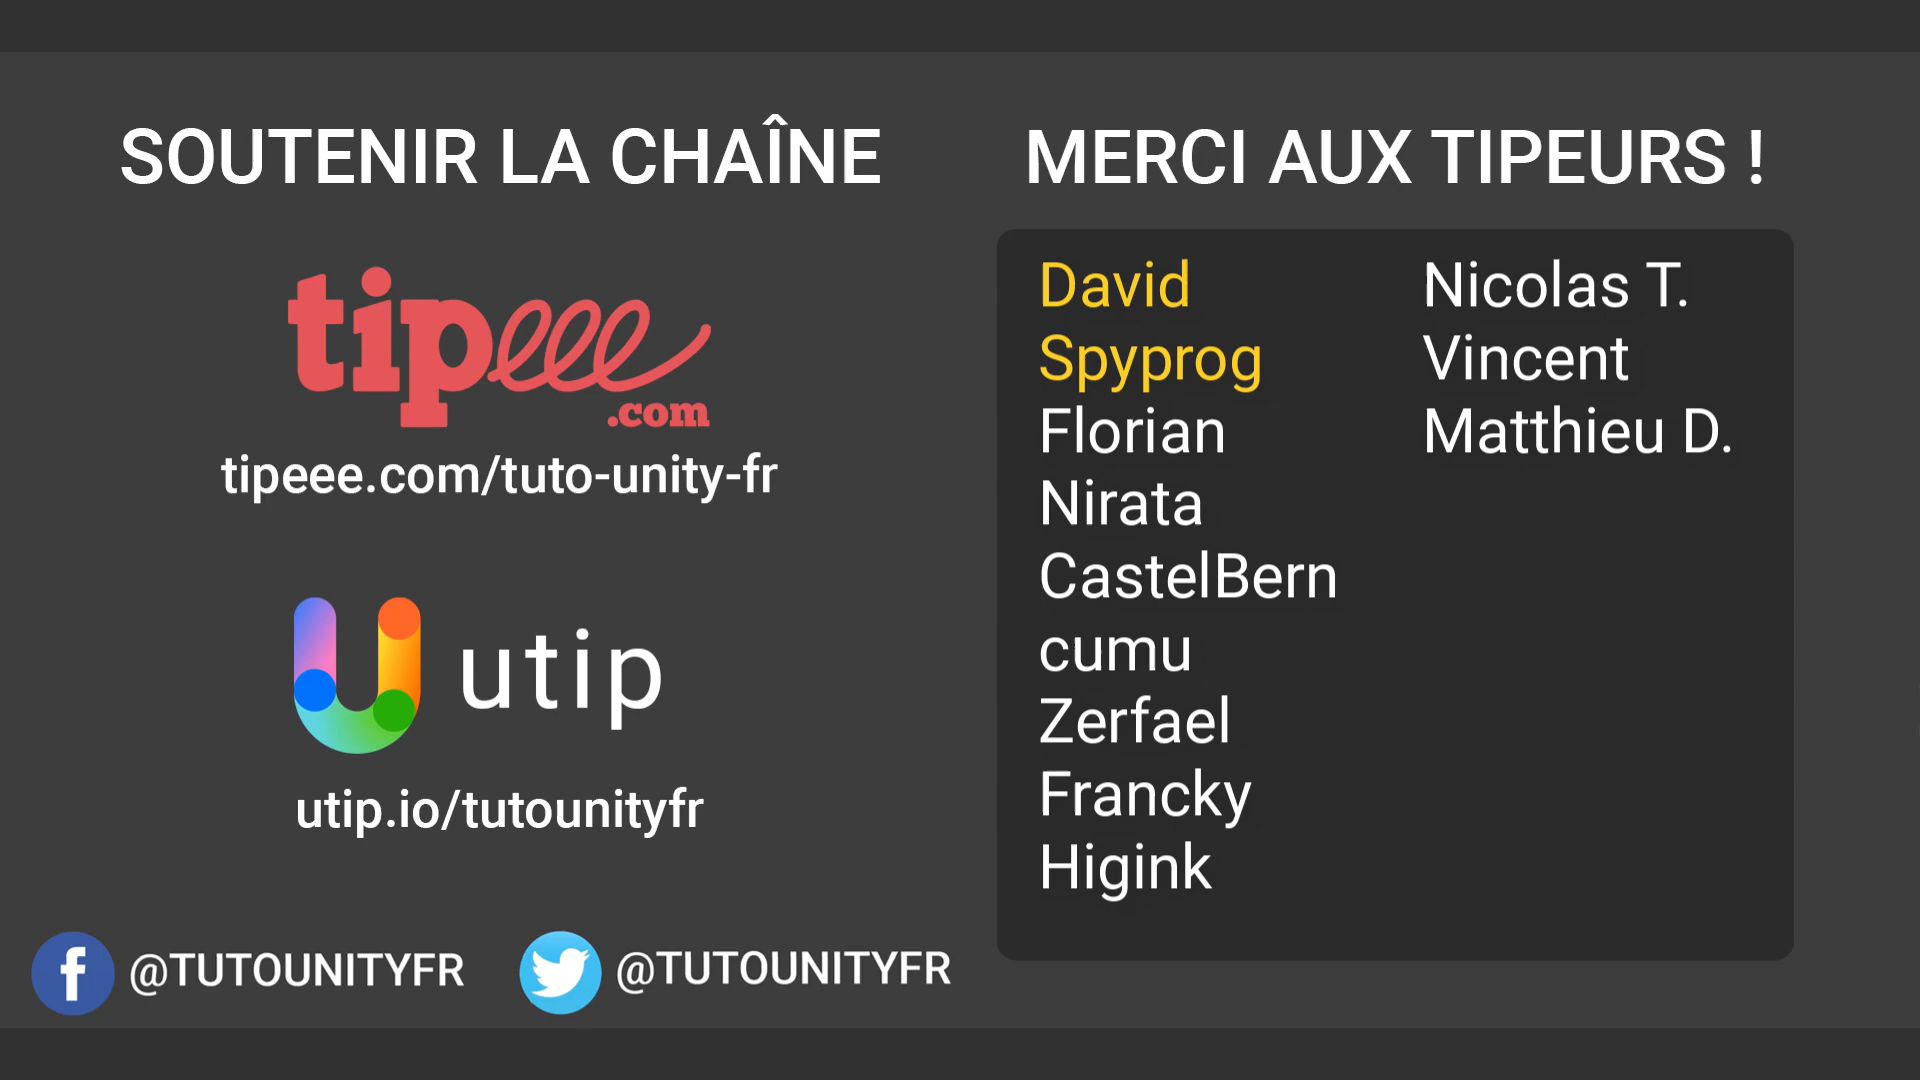 SOUTENIR LA CHAÎNE
tipeee
.com
tipeee.com/tuto-unity-fr
utip
utip.io/tutounityfr
@TUTOUNITYFR
@TUTOUNITYFR
MERCI AUX TIPEURS !
David
Spyprog
Florian
Nirata
CastelBern
cumu
Zerfael
Francky
Higink
Nicolas T.
Vincent
Matthieu D.